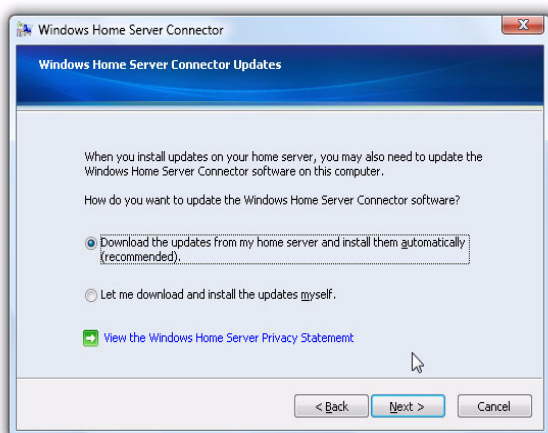 Windows Home Server Connector
Windows Home Server Connector Updates
When you install updates on your home server, you may also need to update the
Windows Home Server Connector software on this computer.
How do you want to update the Windows Home Server Connector software?
Download the updates from my home server and install them automatically
(recommended).
Let me download and install the updates myself.
View the Windows Home Server Privacy Statement
< Back
Next >
Cancel